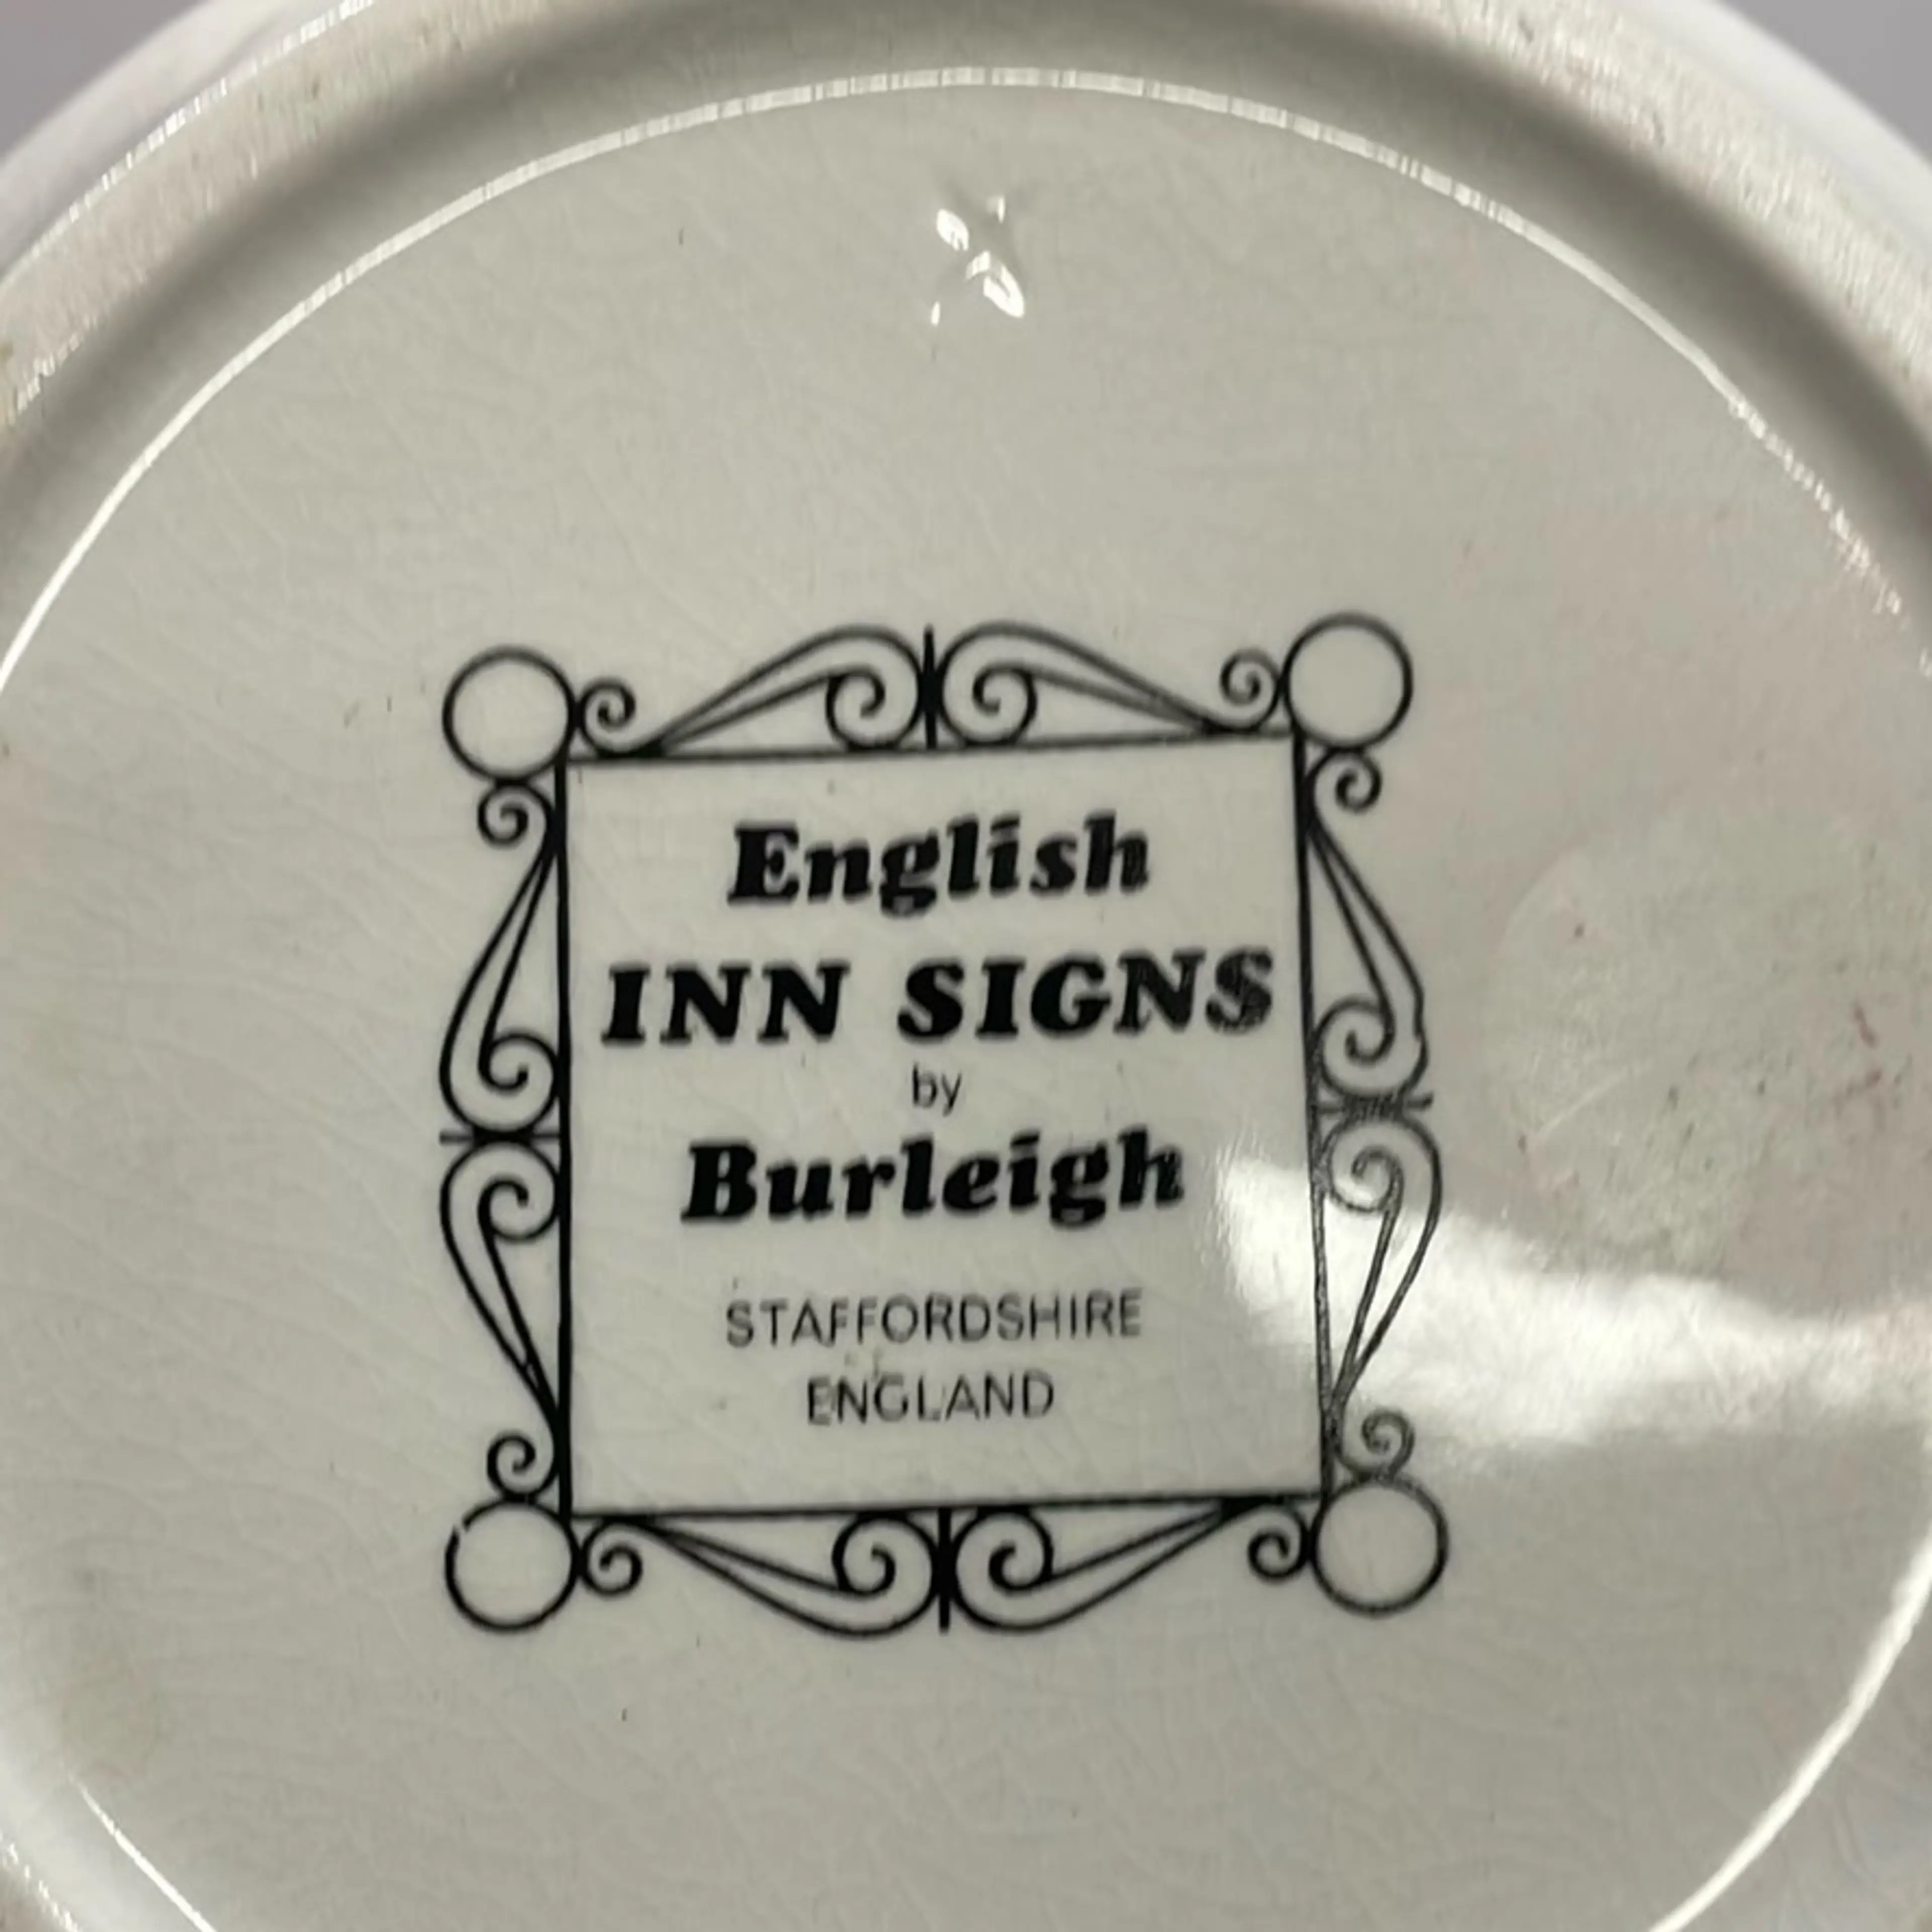 English
INN SIGNS
by
Burleigh
STAFFORDSHIRE
ENGLAND